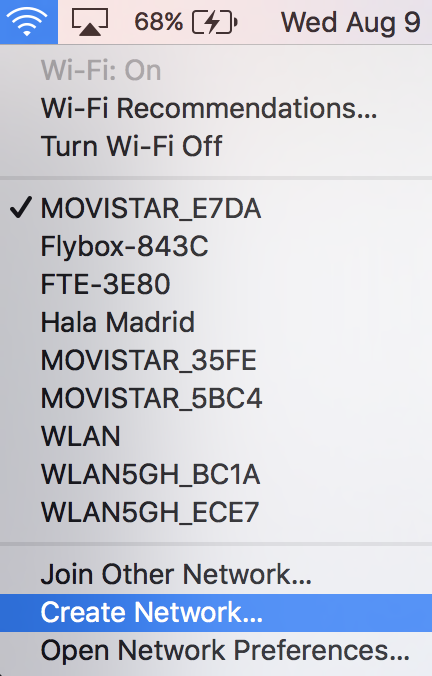 68% Wed Aug 9
Wi-Fi: On
Wi-Fi Recommendations...
Turn Wi-Fi Off
✓ MOVISTAR_E7DA
Flybox-843C
FTE-3E80
Hala Madrid
MOVISTAR_35FE
MOVISTAR_5BC4
WLAN
WLAN5GH_BC1A
WLAN5GH_ECE7
Join Other Network...
Create Network...
Open Network Preferences...